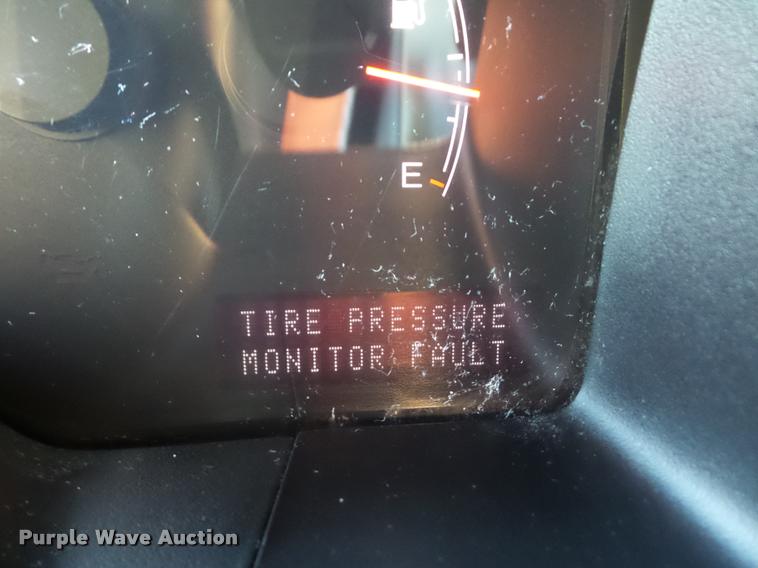 E
TIRE PRESSURE
MONITOR FAULT
Purple Wave Auction